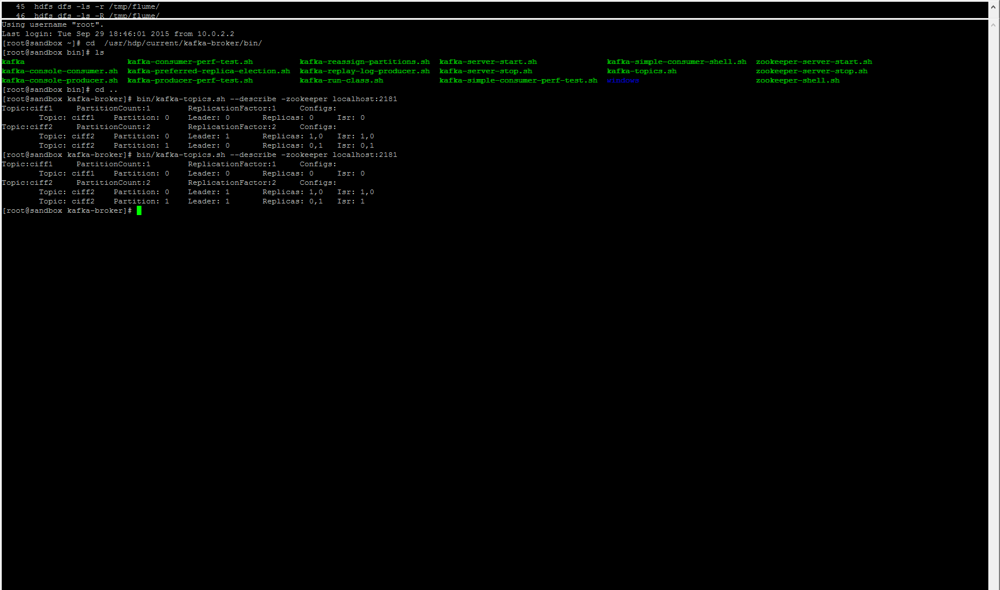 45  hdfs dfs -ls -r /tmp/flume/
46  hdfs dfs -ls -R /tmp/flume/
Using username "root".
Last login: Tue Sep 29 18:46:01 2015 from 10.0.2.2
[root@sandbox ~]# cd  /usr/hdp/current/kafka-broker/bin/
[root@sandbox bin]# ls
kafka                      kafka-consumer-perf-test.sh          kafka-reassign-partitions.sh  kafka-server-start.sh               kafka-simple-consumer-shell.sh  zookeeper-server-start.sh
kafka-console-consumer.sh  kafka-preferred-replica-election.sh  kafka-replay-log-producer.sh  kafka-server-stop.sh                kafka-topics.sh                 zookeeper-server-stop.sh
kafka-console-producer.sh  kafka-producer-perf-test.sh          kafka-run-class.sh            kafka-simple-consumer-perf-test.sh  windows                         zookeeper-shell.sh
[root@sandbox bin]# cd ..
[root@sandbox kafka-broker]# bin/kafka-topics.sh --describe -zookeeper localhost:2181
Topic:ciff1     PartitionCount:1        ReplicationFactor:1     Configs:
        Topic: ciff1    Partition: 0    Leader: 0       Replicas: 0     Isr: 0
Topic:ciff2     PartitionCount:2        ReplicationFactor:2     Configs:
        Topic: ciff2    Partition: 0    Leader: 1       Replicas: 1,0   Isr: 1,0
        Topic: ciff2    Partition: 1    Leader: 0       Replicas: 0,1   Isr: 0,1
[root@sandbox kafka-broker]# bin/kafka-topics.sh --describe -zookeeper localhost:2181
Topic:ciff1     PartitionCount:1        ReplicationFactor:1     Configs:
        Topic: ciff1    Partition: 0    Leader: 0       Replicas: 0     Isr: 0
Topic:ciff2     PartitionCount:2        ReplicationFactor:2     Configs:
        Topic: ciff2    Partition: 0    Leader: 1       Replicas: 1,0   Isr: 1,0
        Topic: ciff2    Partition: 1    Leader: 1       Replicas: 0,1   Isr: 1
[root@sandbox kafka-broker]#